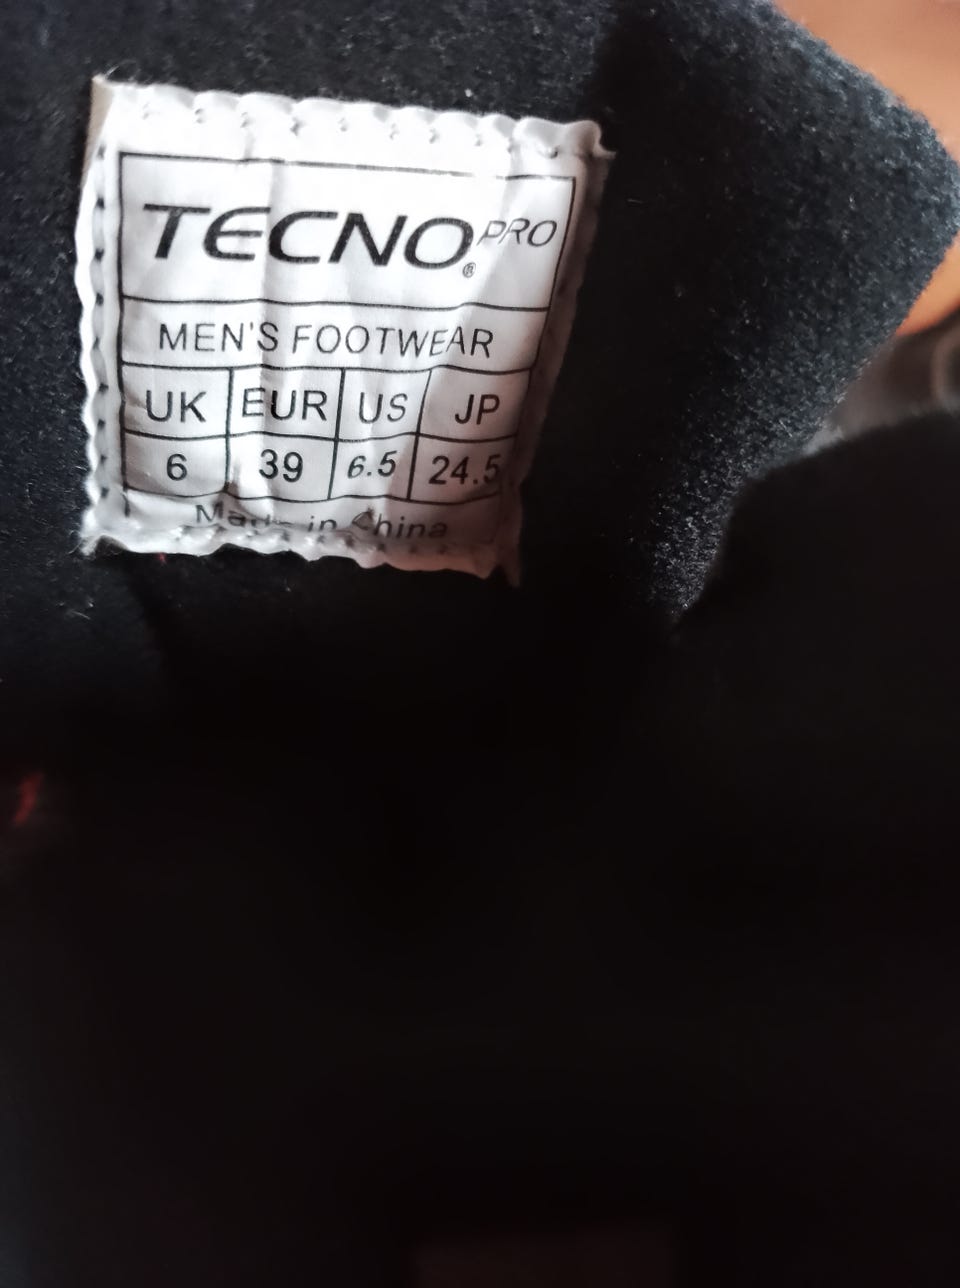 TECNO PRO
®
MEN'S FOOTWEAR
UK EUR US JP
6 39 6.5 24.5
Made in China